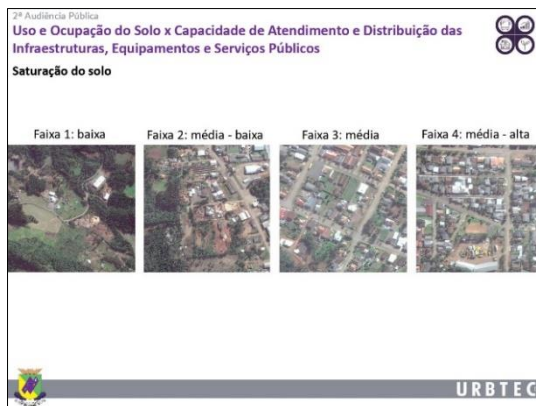 2ª Audiência Pública
Uso e Ocupação do Solo x Capacidade de Atendimento e Distribuição das
Infraestruturas, Equipamentos e Serviços Públicos
Saturação do solo
Faixa 1: baixa Faixa 2: média - baixa Faixa 3: média Faixa 4: média - alta
URBTEC